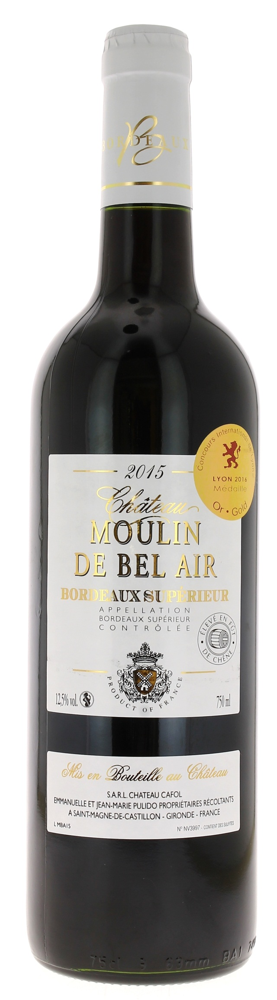 BORDEAUX
B
Concours International de Lyon
LYON 2016
Médaille
Or • Gold
2015
Château
MOULIN
DE BEL AIR
BORDEAUX SUPÉRIEUR
APPELLATION
BORDEAUX SUPÉRIEUR
CONTRÔLÉE
• ÉLEVÉ EN FÛT •
DE CHÊNE
PRODUCT OF FRANCE
12,5% vol.
750 ml
Mis en Bouteille au Château
S.A.R.L. CHATEAU CAFOL
EMMANUELLE ET JEAN-MARIE PULIDO PROPRIÉTAIRES RÉCOLTANTS
A SAINT-MAGNE-DE-CASTILLON - GIRONDE - FRANCE
L MBA15
N° NV3997 - CONTIENT DES SULFITES
75cl 3 63mm BA1